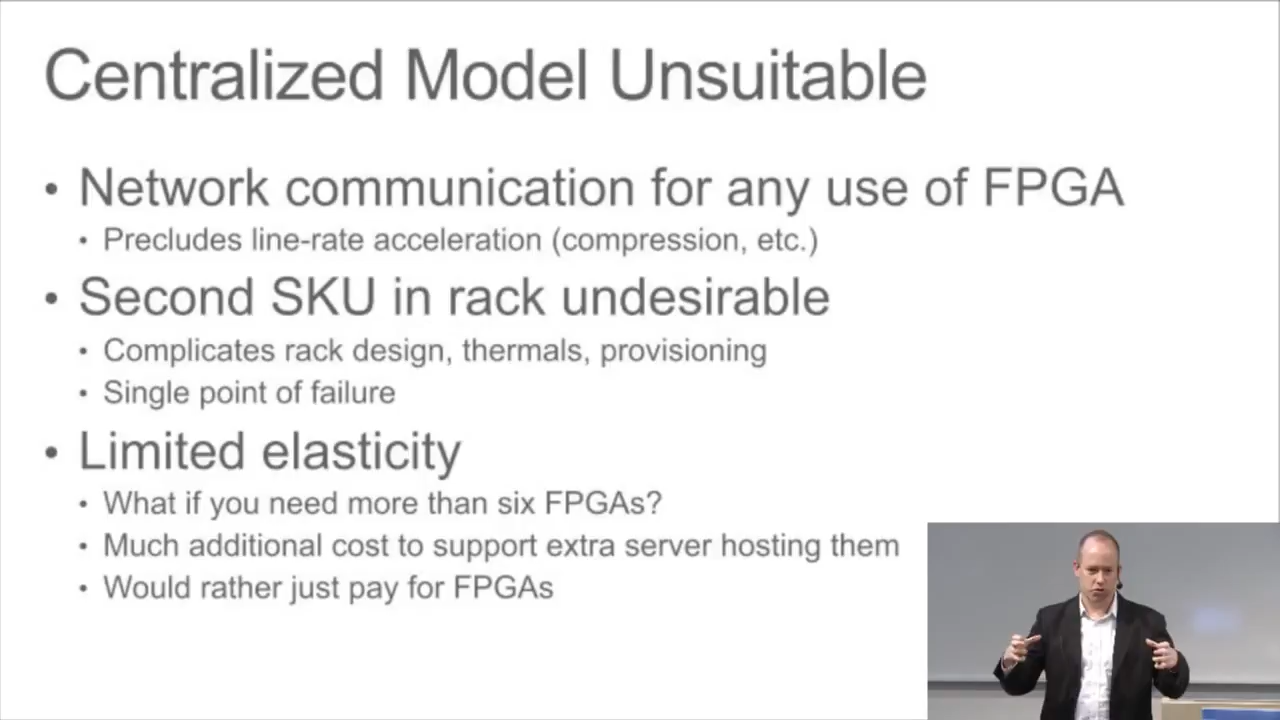 Centralized Model Unsuitable
• Network communication for any use of FPGA
• Precludes line-rate acceleration (compression, etc.)
• Second SKU in rack undesirable
• Complicates rack design, thermals, provisioning
• Single point of failure
• Limited elasticity
• What if you need more than six FPGAs?
• Much additional cost to support extra server hosting them
• Would rather just pay for FPGAs